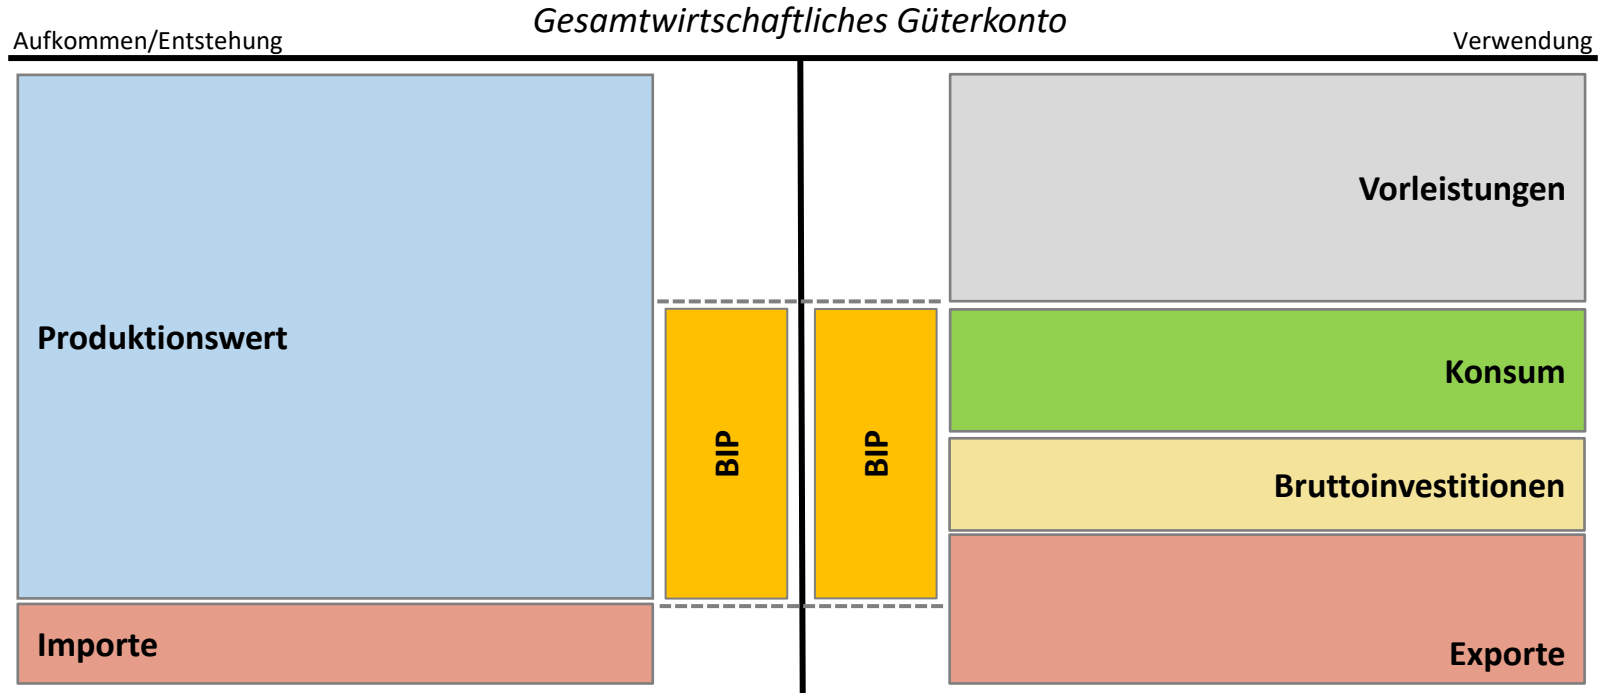 Gesamtwirtschaftliches Güterkonto
Aufkommen/Entstehung
Verwendung
Produktionswert
Importe
BIP
BIP
Vorleistungen
Konsum
Bruttoinvestitionen
Exporte